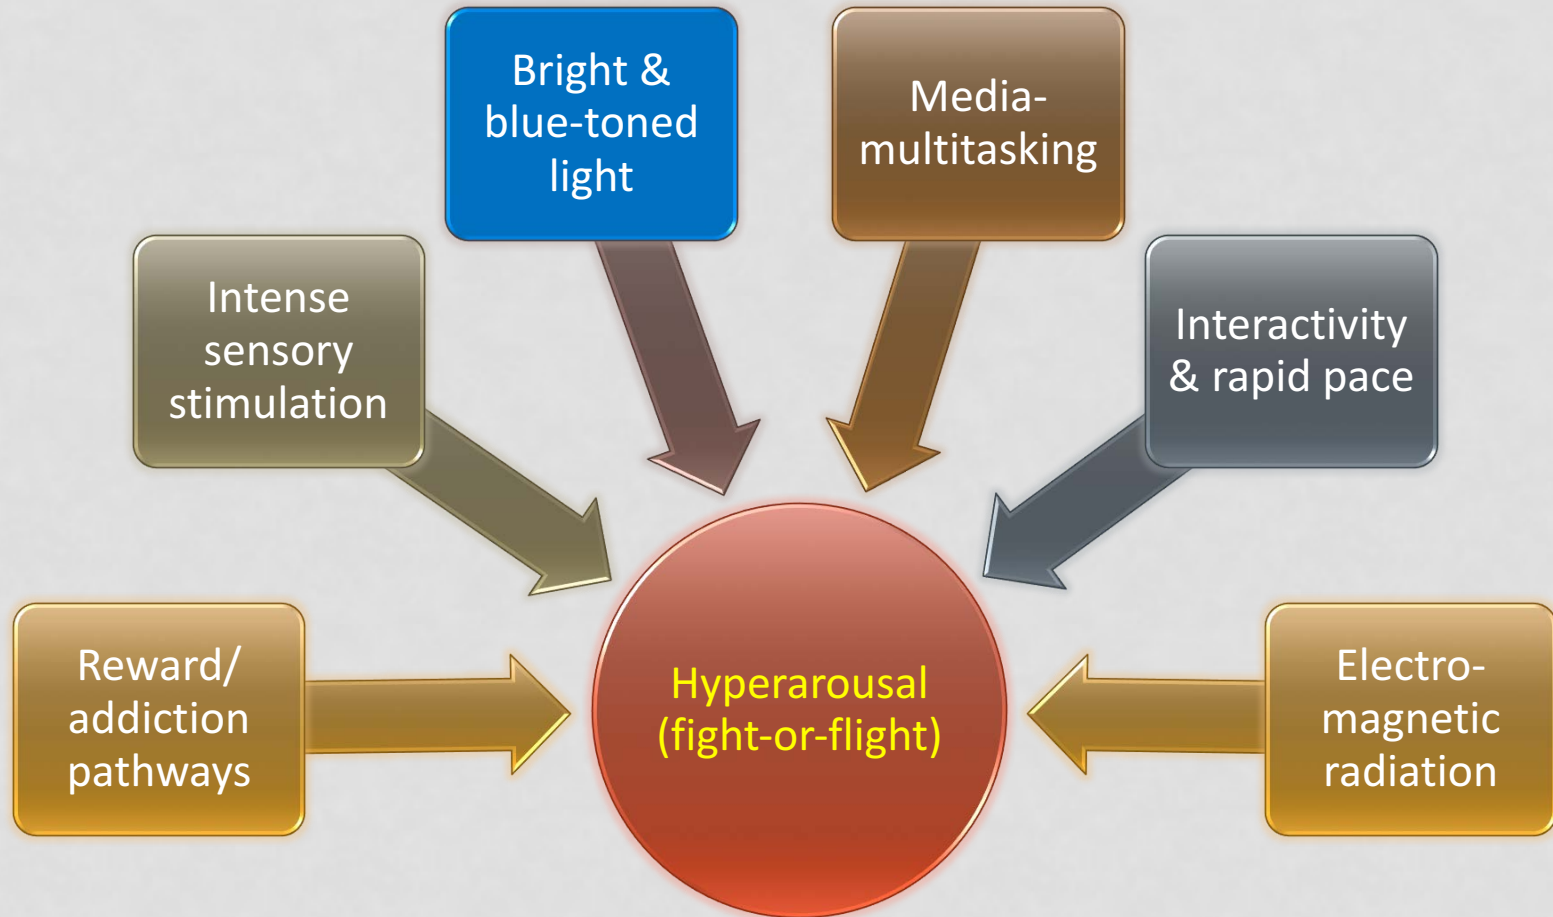 Bright &
blue-toned
light
Media-
multitasking
Intense
sensory
stimulation
Interactivity
& rapid pace
Reward/
addiction
pathways
Hyperarousal
(fight-or-flight)
Electro-
magnetic
radiation